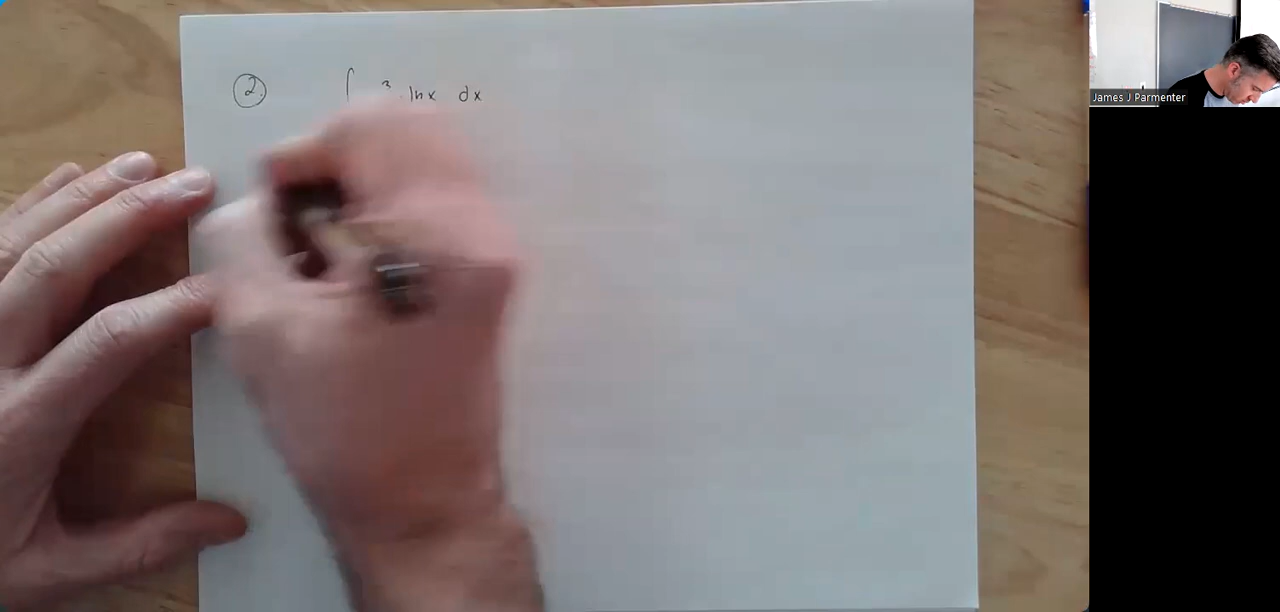 2. ∫ ³ . lnx dx
James J Parmenter